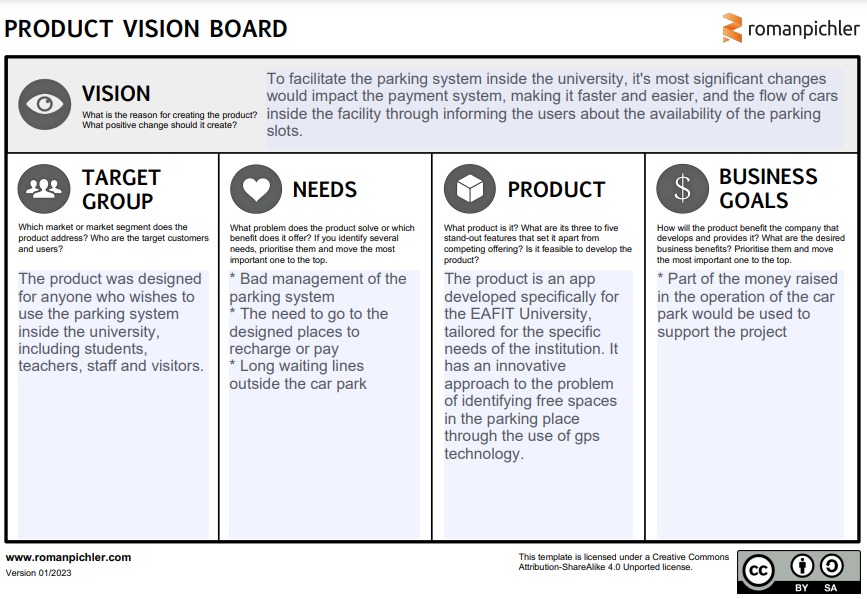 PRODUCT VISION BOARD
romanpichler
VISION
What is the reason for creating the product?
What positive change should it create?
To facilitate the parking system inside the university, it's most significant changes
would impact the payment system, making it faster and easier, and the flow of cars
inside the facility through informing the users about the availability of the parking
slots.
TARGET
GROUP
Which market or market segment does the
product address? Who are the target customers
and users?
The product was designed
for anyone who wishes to
use the parking system
inside the university,
including students,
teachers, staff and visitors.
NEEDS
What problem does the product solve or which
benefit does it offer? If you identify several
needs, prioritise them and move the most
important one to the top.
* Bad management of the
parking system
* The need to go to the
designed places to
recharge or pay
* Long waiting lines
outside the car park
PRODUCT
What product is it? What are its three to five
stand-out features that set it apart from
competing offering? Is it feasible to develop the
product?
The product is an app
developed specifically for
the EAFIT University,
tailored for the specific
needs of the institution. It
has an innovative
approach to the problem
of identifying free spaces
in the parking place
through the use of gps
technology.
$
BUSINESS
GOALS
How will the product benefit the company that
develops and provides it? What are the desired
business benefits? Prioritise them and move
the most important one to the top.
* Part of the money raised
in the operation of the car
park would be used to
support the project
www.romanpichler.com
Version 01/2023
This template is licensed under a Creative Commons
Attribution-ShareAlike 4.0 Unported license.
cc
BY SA